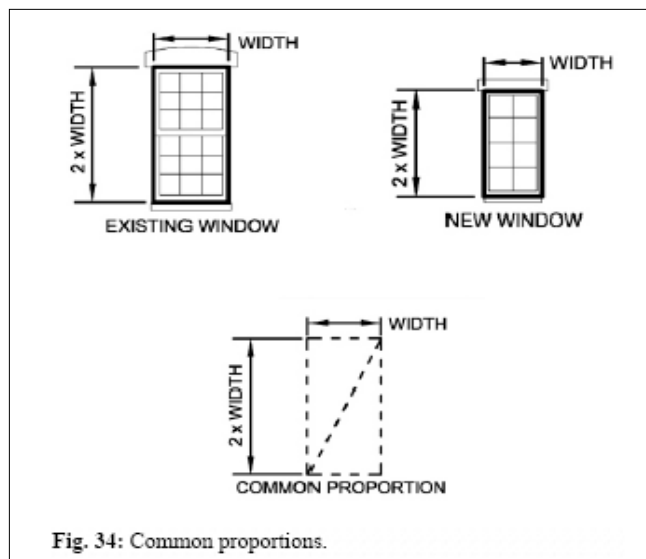 WIDTH
2 x WIDTH
EXISTING WINDOW
WIDTH
2 x WIDTH
NEW WINDOW
WIDTH
2 x WIDTH
COMMON PROPORTION
Fig. 34: Common proportions.